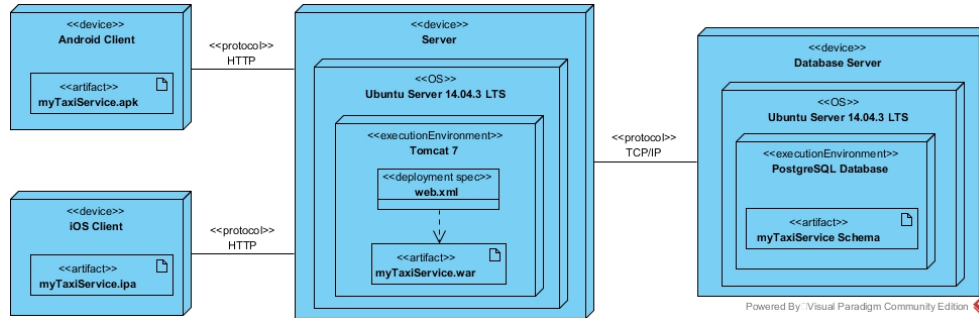 <<device>>
Android Client
<<artifact>>
myTaxiService.apk
<<protocol>>
HTTP
<<device>>
iOS Client
<<artifact>>
myTaxiService.ipa
<<protocol>>
HTTP
<<device>>
Server
<<OS>>
Ubuntu Server 14.04.3 LTS
<<executionEnvironment>>
Tomcat 7
<<deployment spec>>
web.xml
<<artifact>>
myTaxiService.war
<<protocol>>
TCP/IP
<<device>>
Database Server
<<OS>>
Ubuntu Server 14.04.3 LTS
<<executionEnvironment>>
PostgreSQL Database
<<artifact>>
myTaxiService Schema
Powered By Visual Paradigm Community Edition